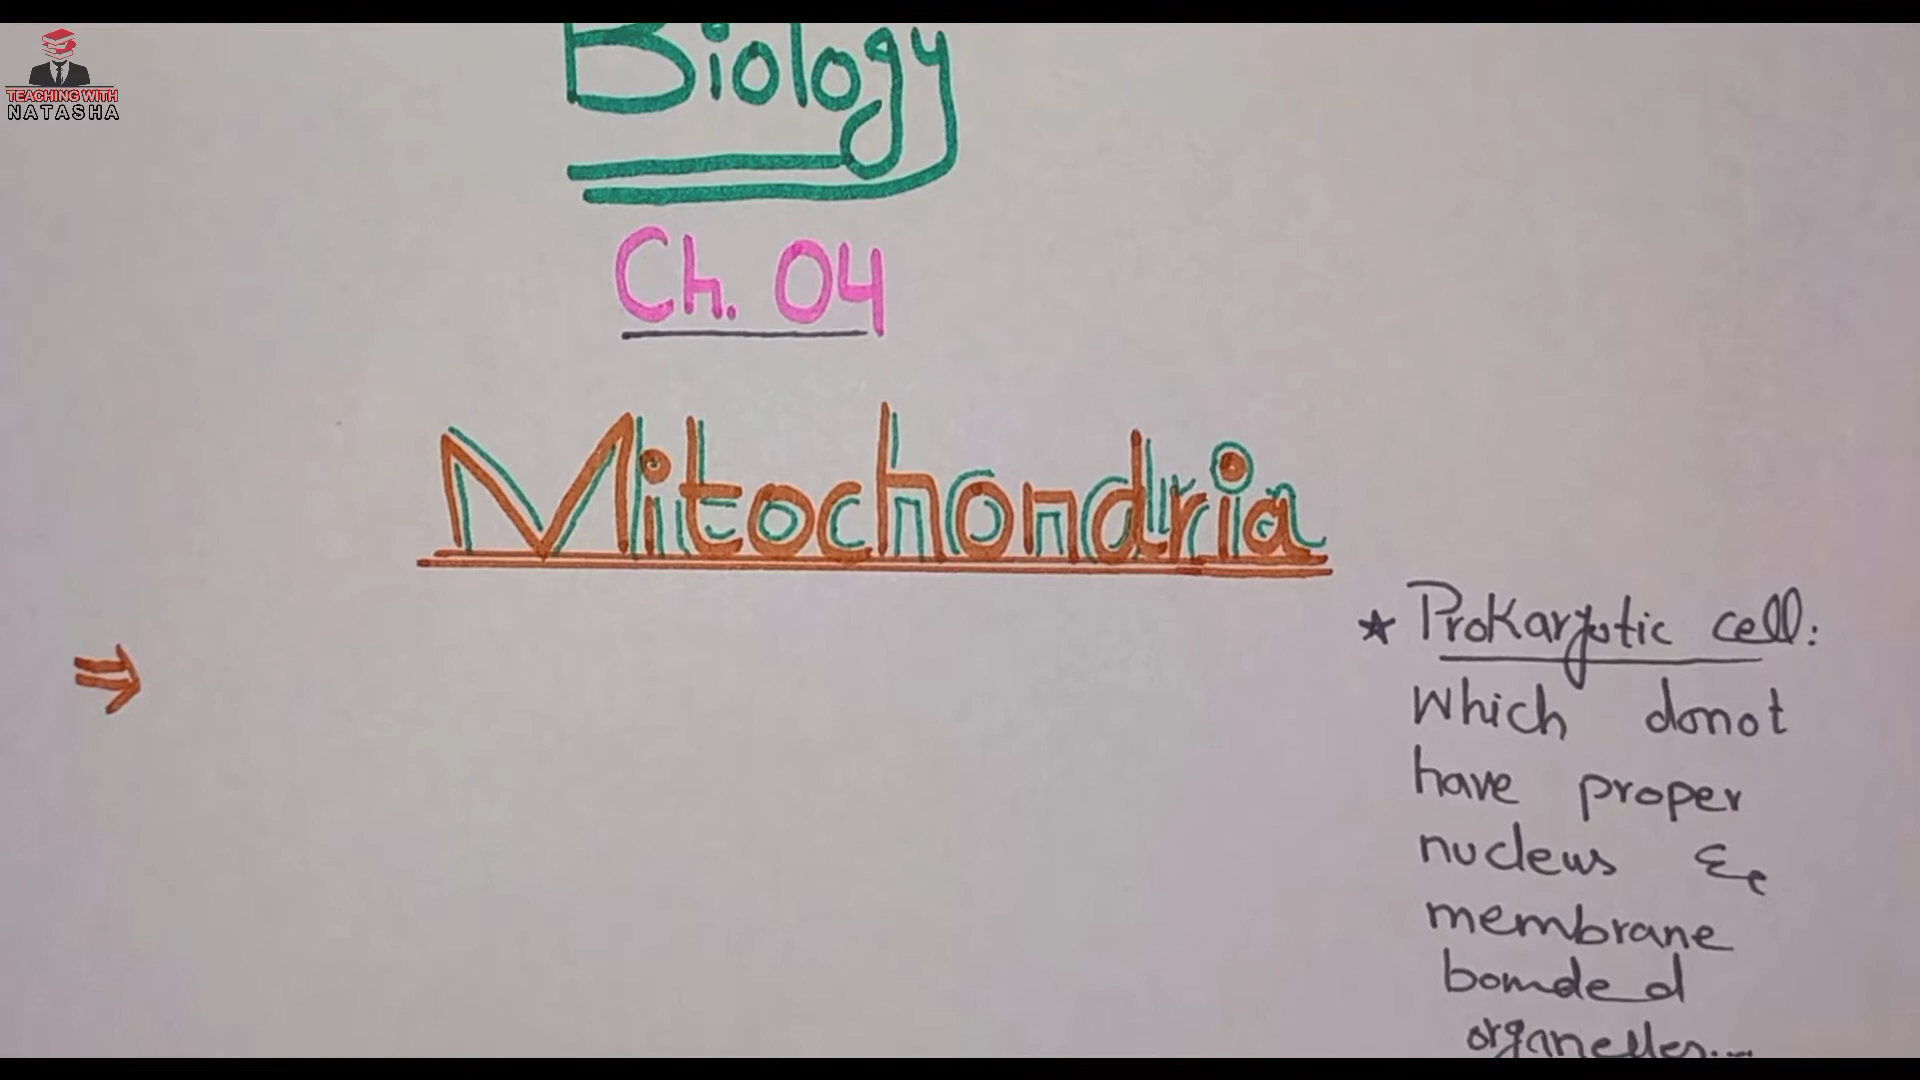 TEACHING WITH
NATASHA
Biology
Ch. 04
Mitochondria
★ Prokaryotic cell:
which donot
have proper
nucleus &
membrane
bonded
organelles...